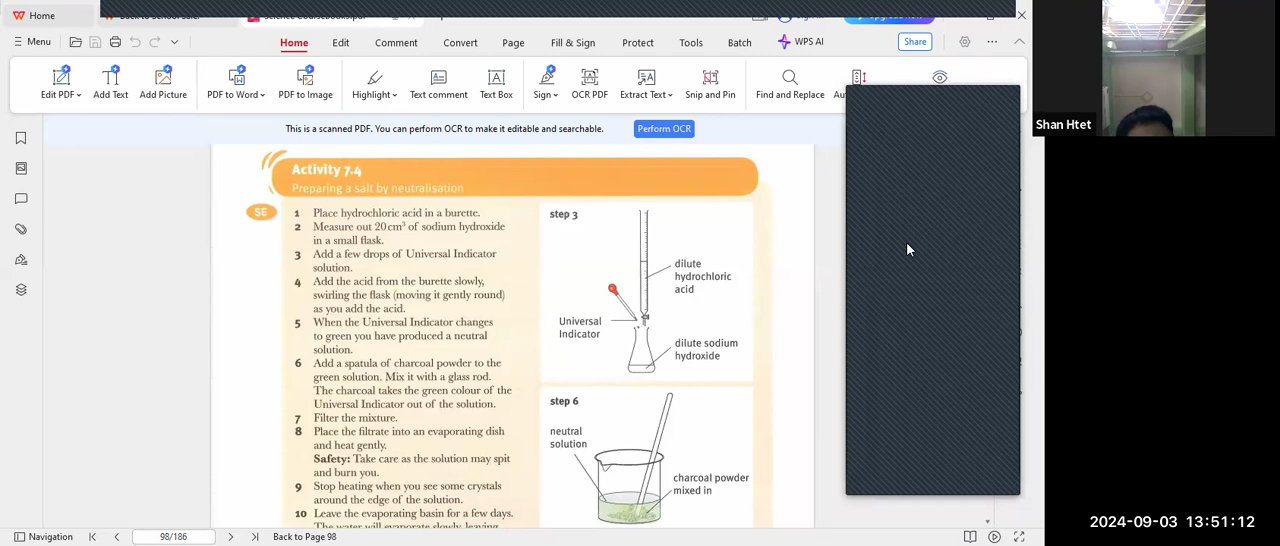 Home
Menu
Home Edit Comment Convert Page Fill & Sign Protect Tools Batch WPS AI
Share
Edit PDF Add Text Add Picture PDF to Word PDF to Image Highlight Text comment Text Box Sign OCR PDF Extract Text Snip and Pin Find and Replace
This is a scanned PDF. You can perform OCR to make it editable and searchable. Perform OCR
Shan Htet
Activity 7.4
Preparing a salt by neutralisation
SE
1 Place hydrochloric acid in a burette.
2 Measure out 20 cm³ of sodium hydroxide
in a small flask.
3 Add a few drops of Universal Indicator
solution.
4 Add the acid from the burette slowly,
swirling the flask (moving it gently round)
as you add the acid.
5 When the Universal Indicator changes
to green you have produced a neutral
solution.
6 Add a spatula of charcoal powder to the
green solution. Mix it with a glass rod.
The charcoal takes the green colour of the
Universal Indicator out of the solution.
7 Filter the mixture.
8 Place the filtrate into an evaporating dish
and heat gently.
Safety: Take care as the solution may spit
and burn you.
9 Stop heating when you see some crystals
around the edge of the solution.
10 Leave the evaporating basin for a few days.
The water will evaporate slowly, leaving
step 3
dilute
hydrochloric
acid
Universal
Indicator
dilute sodium
hydroxide
step 6
neutral
solution
charcoal powder
mixed in
Navigation 98/186 Back to Page 98
2024-09-03 13:51:12